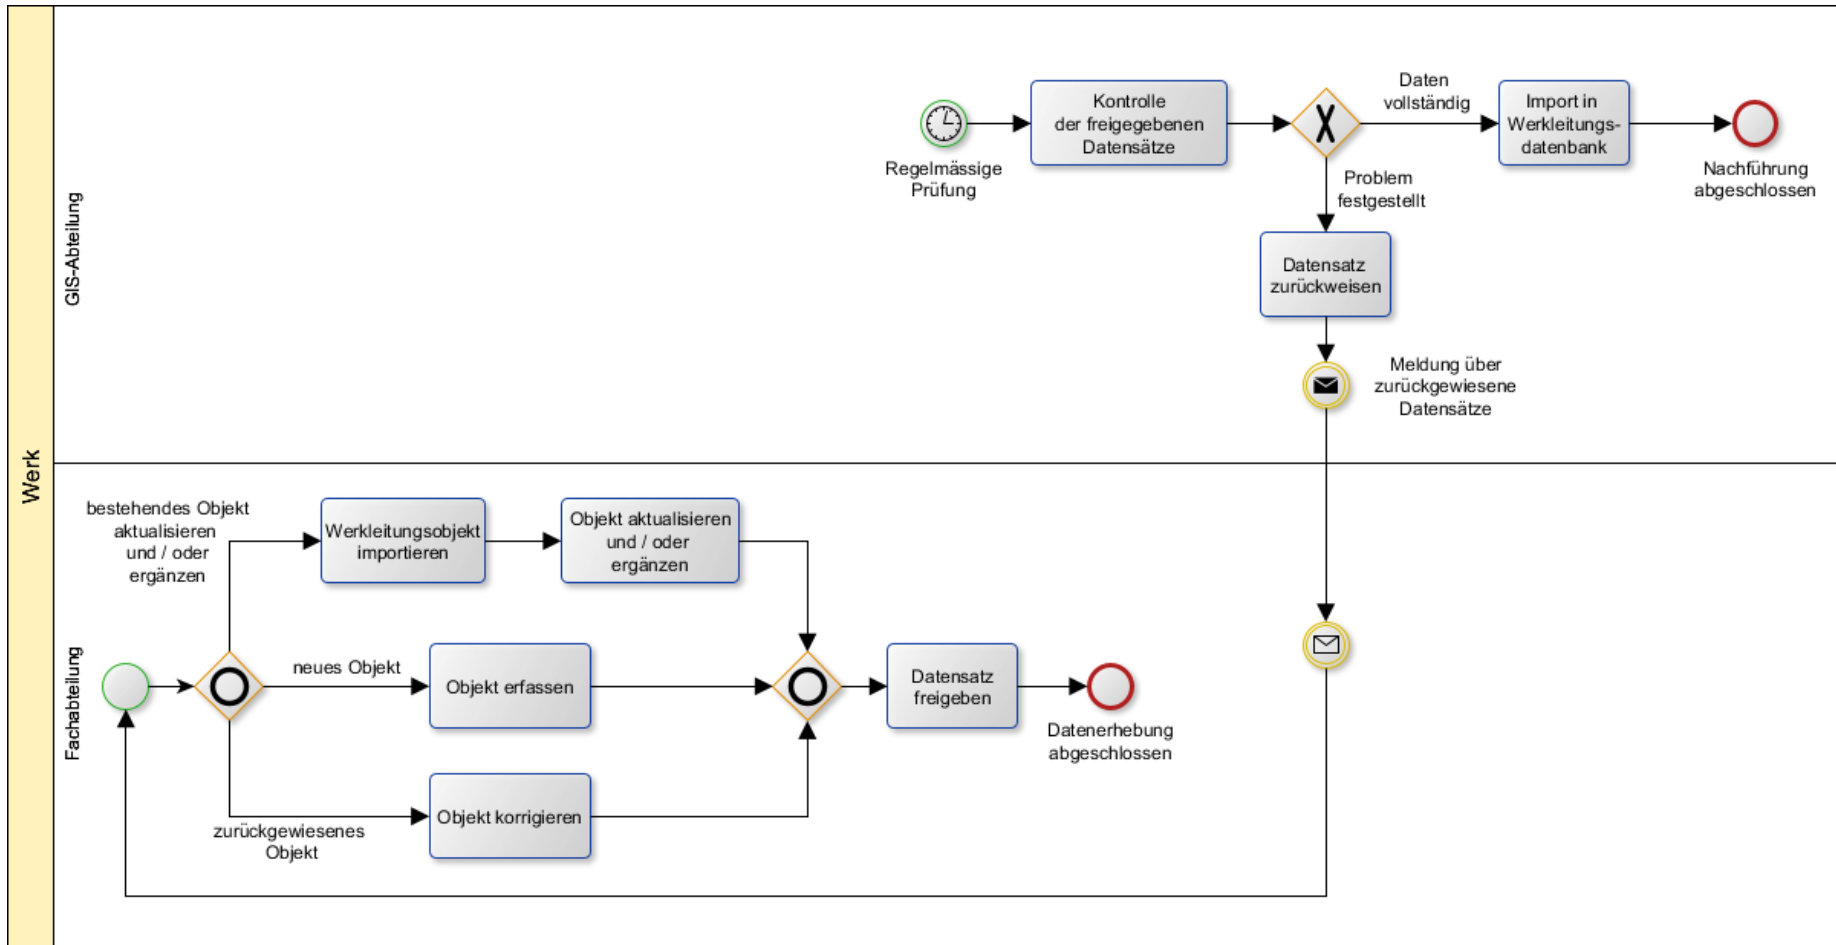 Werk
GIS-Abteilung
Regelmässige
Prüfung
Kontrolle
der freigegebenen
Datensätze
Daten
vollständig
Import in
Werkleitungs-
datenbank
Nachführung
abgeschlossen
Problem
festgestellt
Datensatz
zurückweisen
Meldung über
zurückgewiesene
Datensätze
Fachabteilung
bestehendes Objekt
aktualisieren
und / oder
ergänzen
Werkleitungsobjekt
importieren
Objekt aktualisieren
und / oder
ergänzen
neues Objekt
Objekt erfassen
zurückgewiesenes
Objekt
Objekt korrigieren
Datensatz
freigeben
Datenerhebung
abgeschlossen